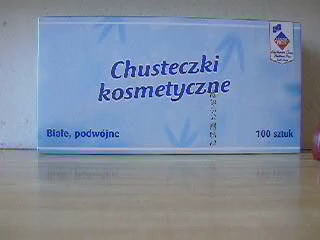 Chusteczki
kosmetyczne
Białe, podwójne
100 sztuk